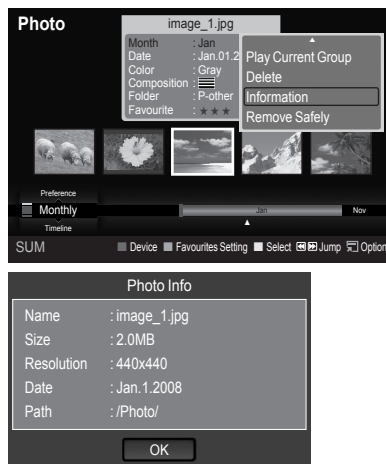 Photo
image_1.jpg
Month : Jan
Date : Jan.01.2
Color : Gray
Composition :
Folder : P-other
Favourite : ★ ★ ★
Play Current Group
Delete
Information
Remove Safely
Preference
Monthly
Jan
Nov
Timeline
SUM
Device
Favourites Setting
Select
Jump
Option
Photo Info
Name : image_1.jpg
Size : 2.0MB
Resolution : 440x440
Date : Jan.1.2008
Path : /Photo/
OK